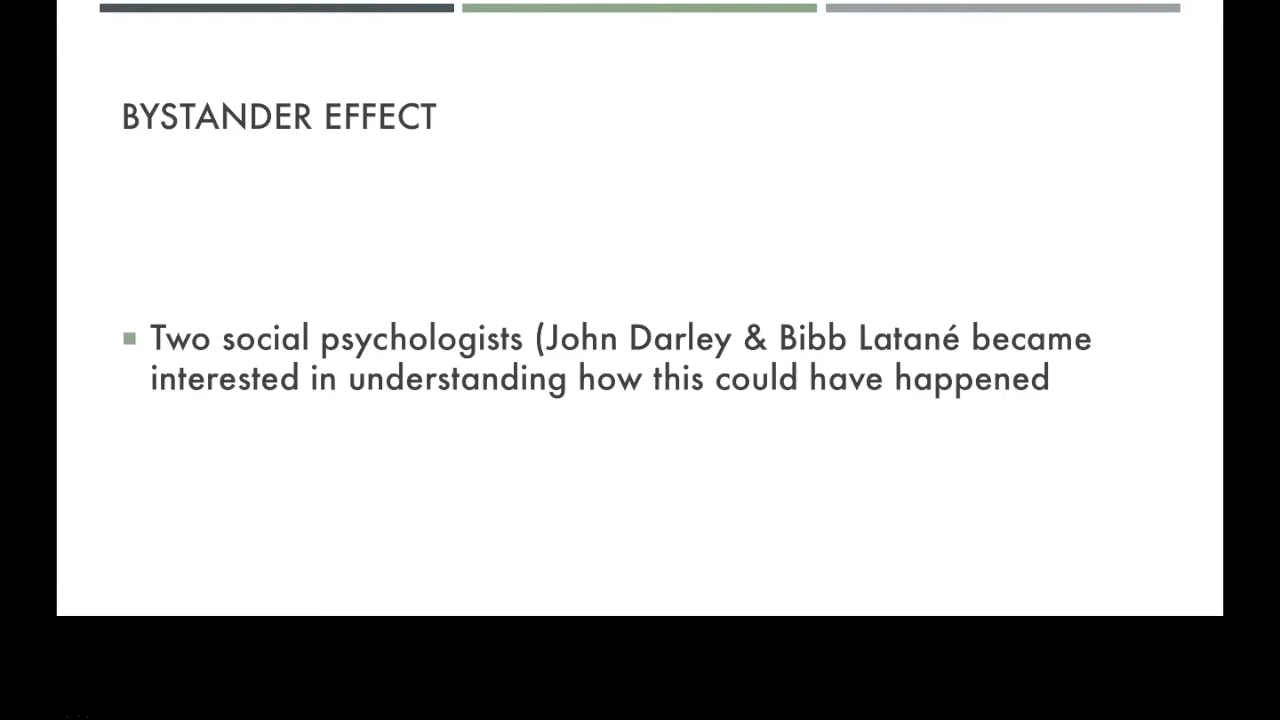 BYSTANDER EFFECT
Two social psychologists (John Darley & Bibb Latané became
interested in understanding how this could have happened